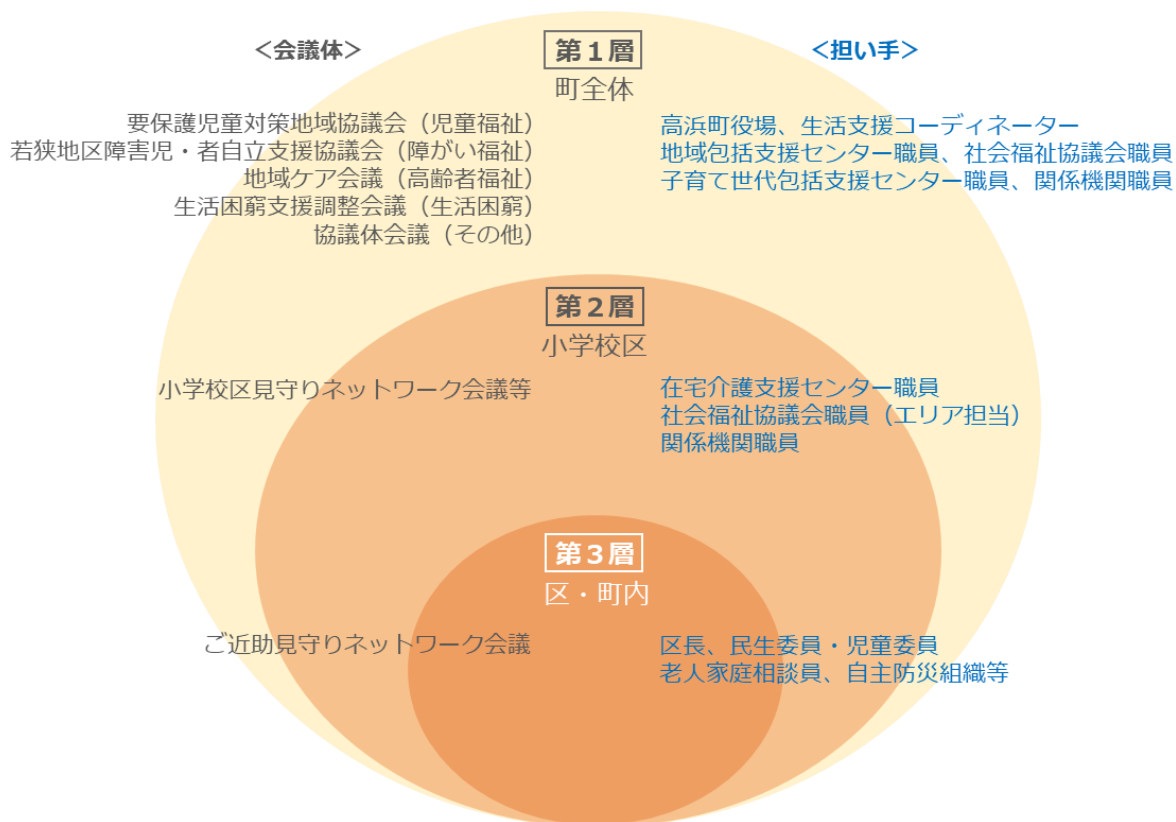 <会議体>
第1層
<担い手>
町全体
要保護児童対策地域協議会（児童福祉）
若狭地区障害児・者自立支援協議会（障がい福祉）
地域ケア会議（高齢者福祉）
生活困窮支援調整会議（生活困窮）
協議体会議（その他）
高浜町役場、生活支援コーディネーター
地域包括支援センター職員、社会福祉協議会職員
子育て世代包括支援センター職員、関係機関職員
第2層
小学校区
小学校区見守りネットワーク会議等
在宅介護支援センター職員
社会福祉協議会職員（エリア担当）
関係機関職員
第3層
区・町内
ご近助見守りネットワーク会議
区長、民生委員・児童委員
老人家庭相談員、自主防災組織等